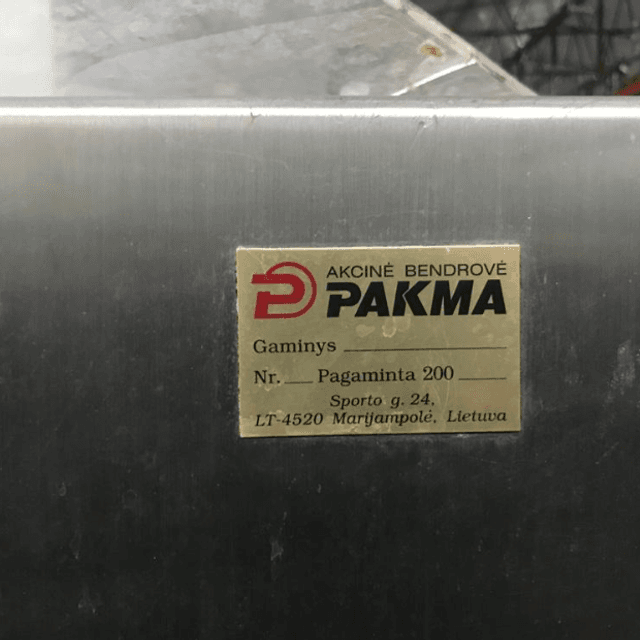 AKCINĖ BENDROVĖ
PAKMA
Gaminys
Nr. Pagaminta 200
Sporto g. 24,
LT-4520 Marijampolė, Lietuva